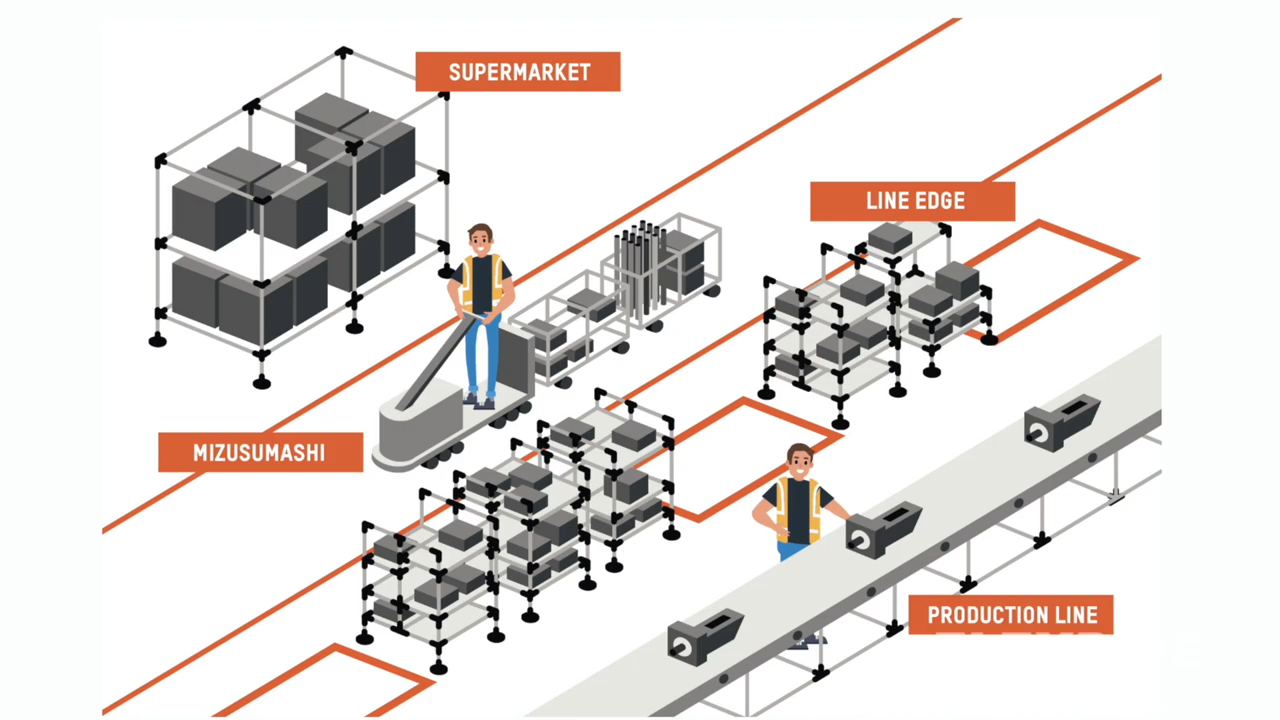 SUPERMARKET
LINE EDGE
MIZUSUMASHI
PRODUCTION LINE